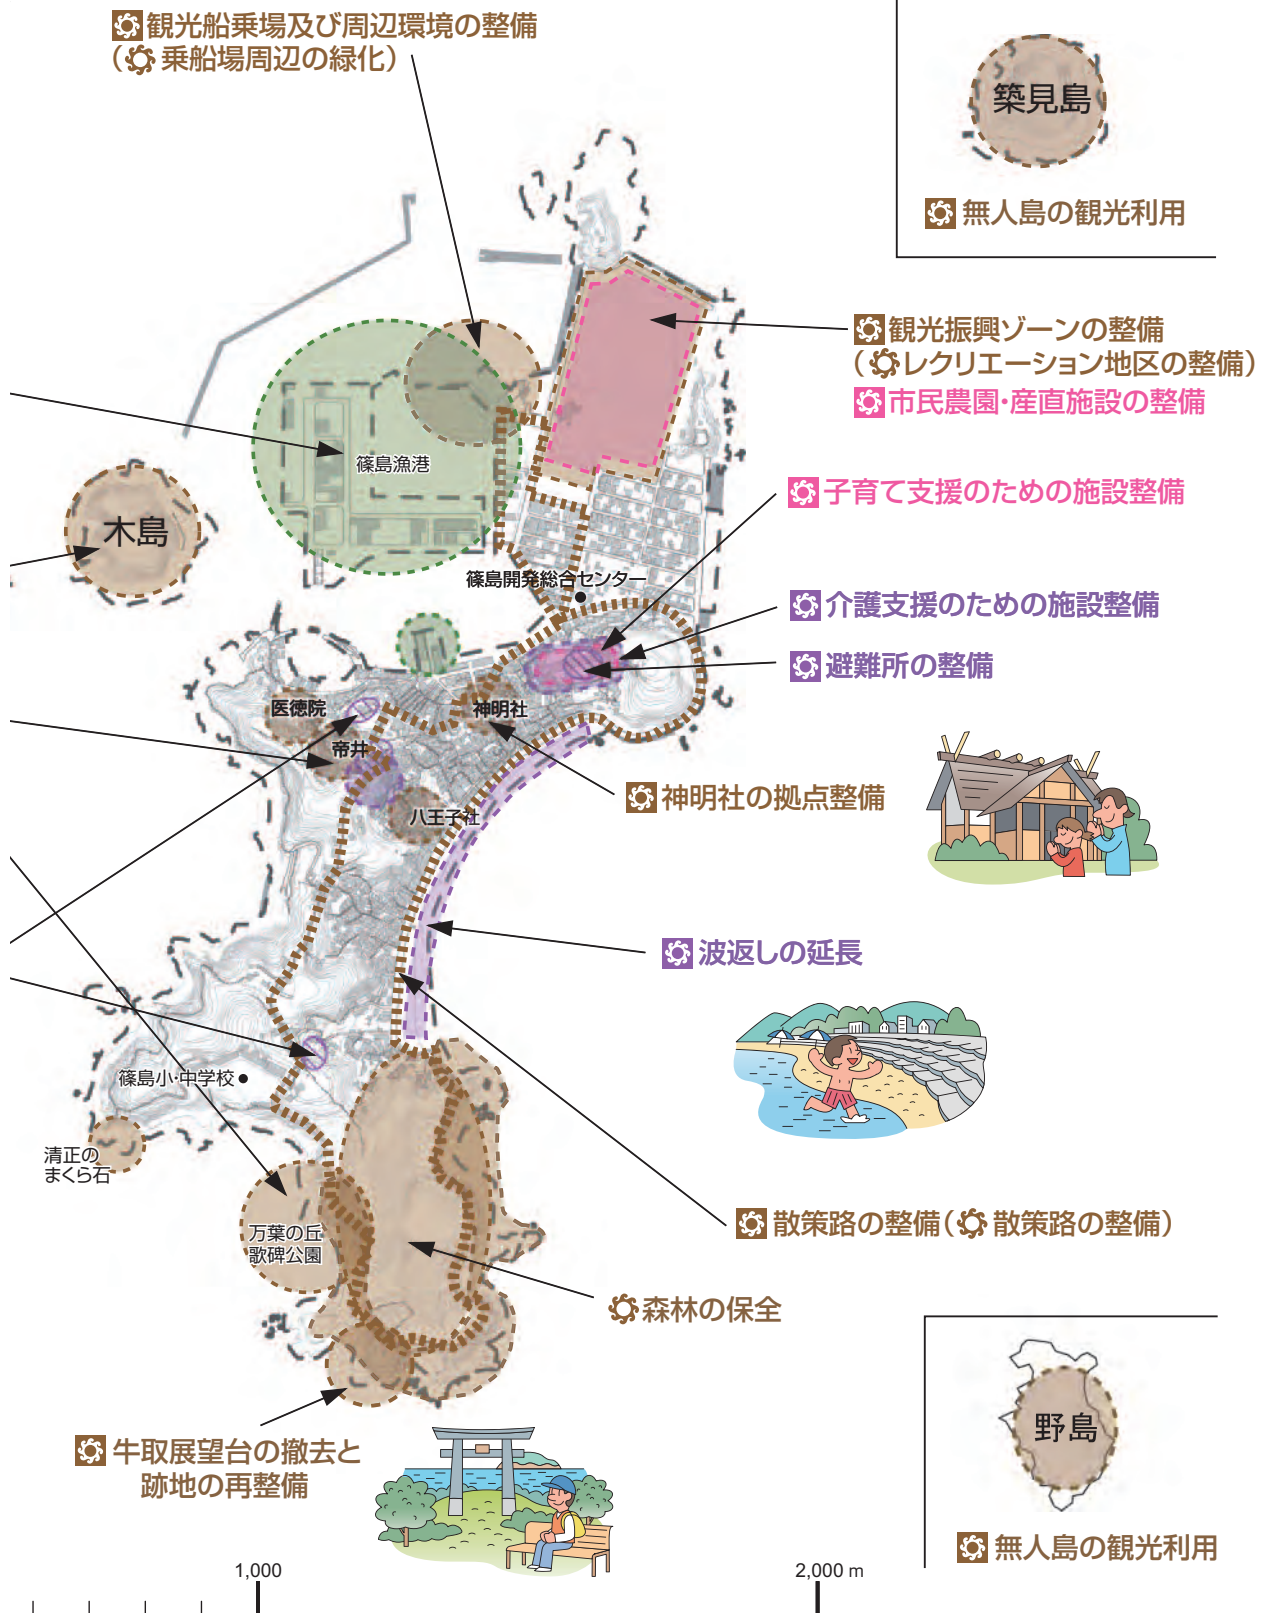 観光船乗場及び周辺環境の整備
(乗船場周辺の緑化)
築見島
無人島の観光利用
観光振興ゾーンの整備
(レクリエーション地区の整備)
市民農園・産直施設の整備
篠島漁港
子育て支援のための施設整備
木島
篠島開発総合センター
介護支援のための施設整備
避難所の整備
医徳院
神明社
帝井
神明社の拠点整備
八王子社
波返しの延長
篠島小・中学校
清正の
まくら石
散策路の整備(散策路の整備)
万葉の丘
歌碑公園
森林の保全
野島
牛取展望台の撤去と
跡地の再整備
無人島の観光利用
1,000
2,000 m